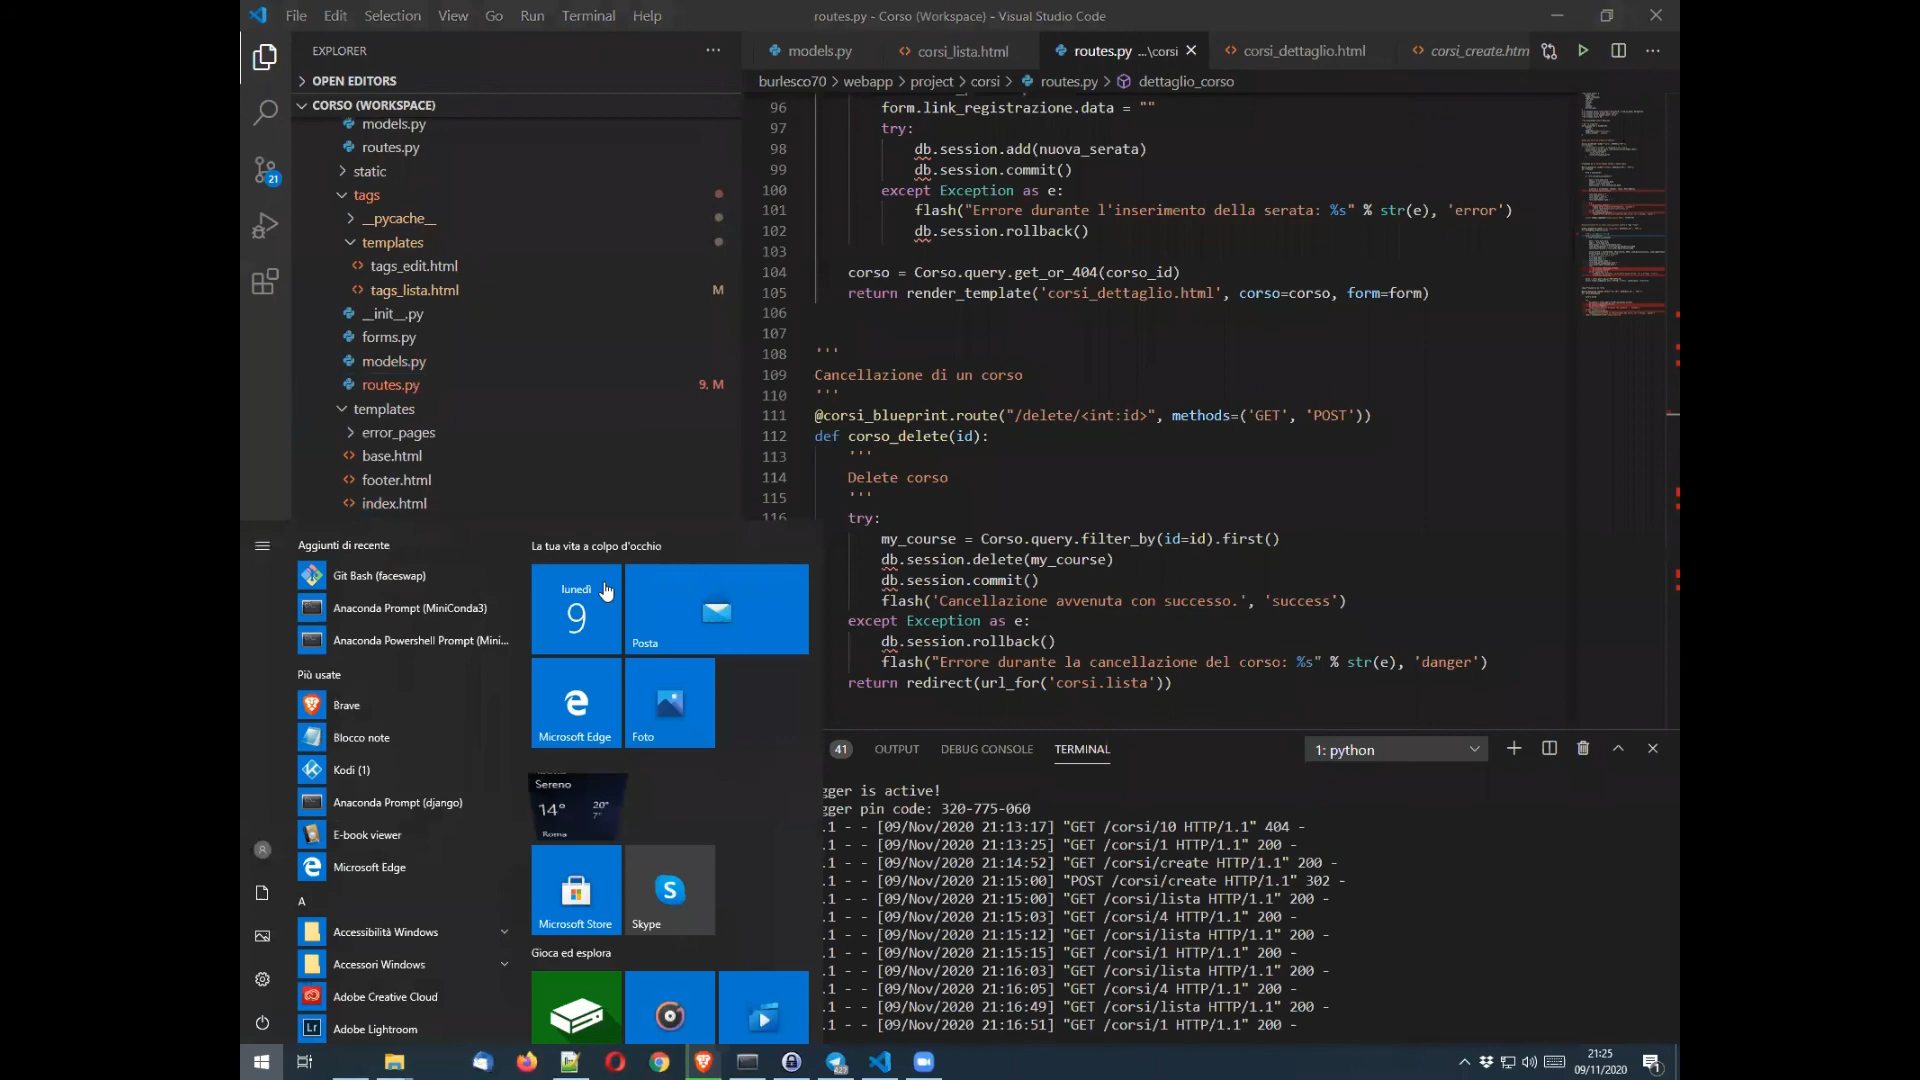 File Edit Selection View Go Run Terminal Help
routes.py - Corso (Workspace) - Visual Studio Code
EXPLORER
OPEN EDITORS
CORSO (WORKSPACE)
models.py
routes.py
static
tags
__pycache__
templates
tags_edit.html
tags_lista.html M
__init__.py
forms.py
models.py
routes.py 9, M
templates
error_pages
base.html
footer.html
index.html
21
models.py corsi_lista.html routes.py ...\corsi corsi_dettaglio.html corsi_create.htm
burlesco70 > webapp > project > corsi > routes.py > dettaglio_corso
96 form.link_registrazione.data = ""
97 try:
98 db.session.add(nuova_serata)
99 db.session.commit()
100 except Exception as e:
101 flash("Errore durante l'inserimento della serata: %s" % str(e), 'error')
102 db.session.rollback()
103
104 corso = Corso.query.get_or_404(corso_id)
105 return render_template('corsi_dettaglio.html', corso=corso, form=form)
106
107
108 '''
109 Cancellazione di un corso
110 '''
111 @corsi_blueprint.route("/delete/<int:id>", methods=('GET', 'POST'))
112 def corso_delete(id):
113 '''
114 Delete corso
115 '''
116 try:
my_course = Corso.query.filter_by(id=id).first()
db.session.delete(my_course)
db.session.commit()
flash('Cancellazione avvenuta con successo.', 'success')
except Exception as e:
db.session.rollback()
flash("Errore durante la cancellazione del corso: %s" % str(e), 'danger')
return redirect(url_for('corsi.lista'))
41 OUTPUT DEBUG CONSOLE TERMINAL 1: python
gger is active!
gger pin code: 320-775-060
.1 - - [09/Nov/2020 21:13:17] "GET /corsi/10 HTTP/1.1" 404 -
.1 - - [09/Nov/2020 21:13:25] "GET /corsi/1 HTTP/1.1" 200 -
.1 - - [09/Nov/2020 21:14:52] "GET /corsi/create HTTP/1.1" 200 -
.1 - - [09/Nov/2020 21:15:00] "POST /corsi/create HTTP/1.1" 302 -
.1 - - [09/Nov/2020 21:15:00] "GET /corsi/lista HTTP/1.1" 200 -
.1 - - [09/Nov/2020 21:15:03] "GET /corsi/4 HTTP/1.1" 200 -
.1 - - [09/Nov/2020 21:15:12] "GET /corsi/lista HTTP/1.1" 200 -
.1 - - [09/Nov/2020 21:15:15] "GET /corsi/1 HTTP/1.1" 200 -
.1 - - [09/Nov/2020 21:16:03] "GET /corsi/lista HTTP/1.1" 200 -
.1 - - [09/Nov/2020 21:16:05] "GET /corsi/4 HTTP/1.1" 200 -
.1 - - [09/Nov/2020 21:16:49] "GET /corsi/lista HTTP/1.1" 200 -
.1 - - [09/Nov/2020 21:16:51] "GET /corsi/1 HTTP/1.1" 200 -
Aggiunti di recente
Git Bash (faceswap)
Anaconda Prompt (MiniConda3)
Anaconda Powershell Prompt (Mini...
Più usate
Brave
Blocco note
Kodi (1)
Anaconda Prompt (django)
E-book viewer
Microsoft Edge
A
Accessibilità Windows
Accessori Windows
Adobe Creative Cloud
Lr
Adobe Lightroom
La tua vita a colpo d'occhio
lunedì
9
Posta
Microsoft Edge
Foto
Sereno
14° 20°
7°
Roma
Microsoft Store
Skype
Gioca ed esplora
21:25
09/11/2020
1